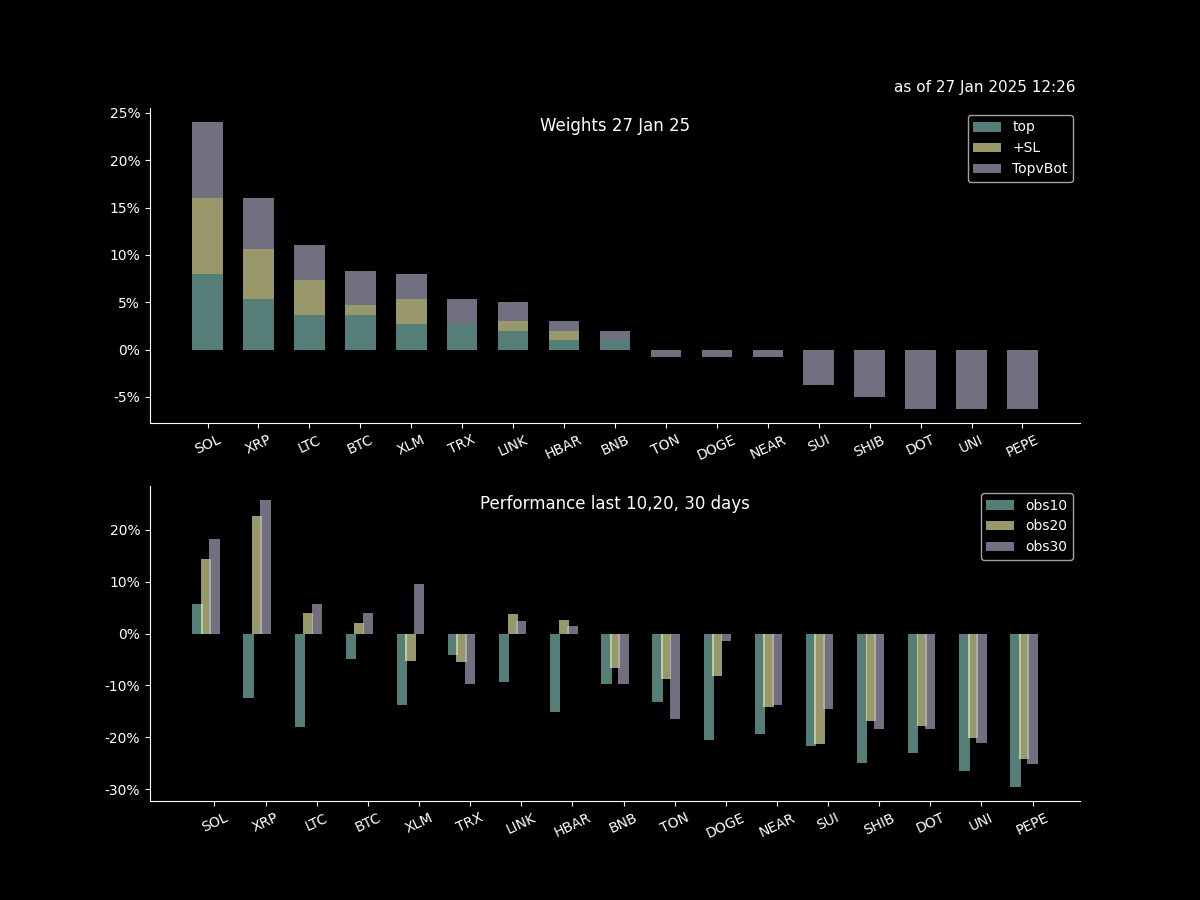 as of 27 Jan 2025 12:26
Weights 27 Jan 25
top
+SL
TopvBot
25%
20%
15%
10%
5%
0%
-5%
SOL XRP LTC BTC XLM TRX LINK HBAR BNB TON DOGE NEAR SUI SHIB DOT UNI PEPE
Performance last 10,20, 30 days
obs10
obs20
obs30
20%
10%
0%
-10%
-20%
-30%
SOL XRP LTC BTC XLM TRX LINK HBAR BNB TON DOGE NEAR SUI SHIB DOT UNI PEPE